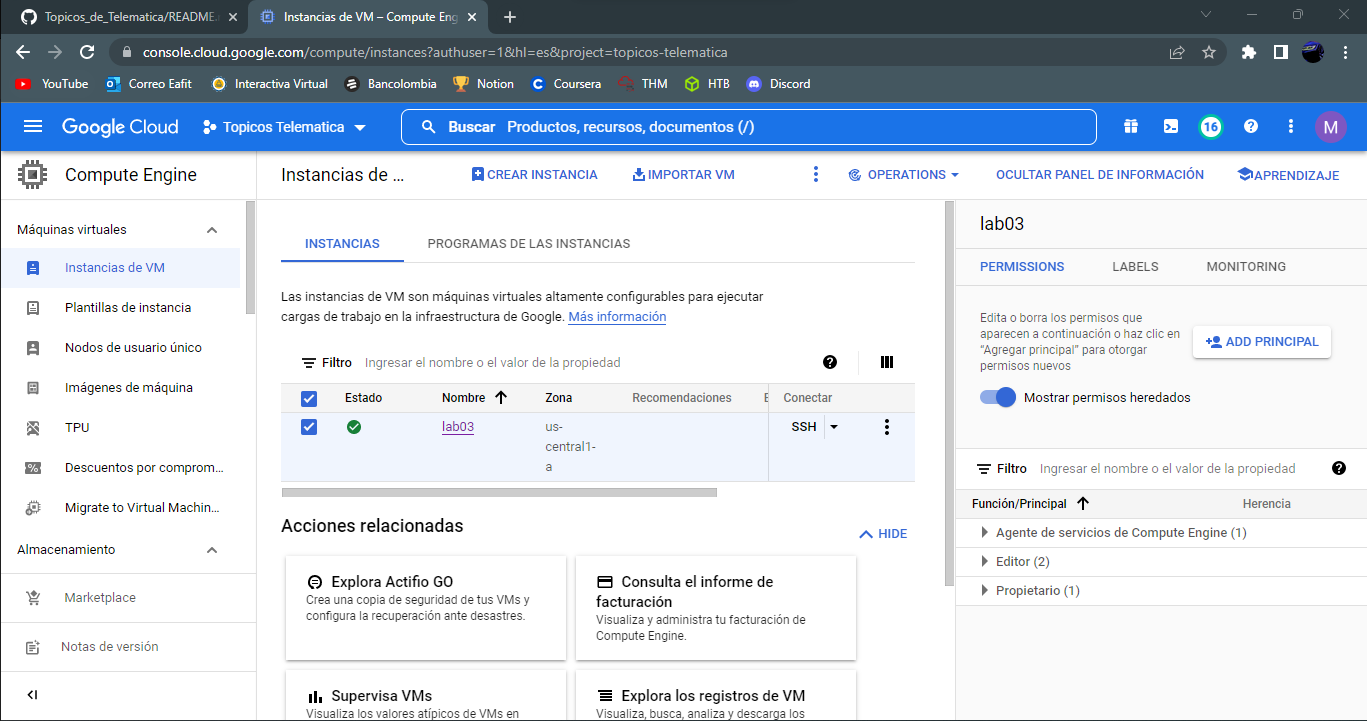 Topicos_de_Telematica/README.
Instancias de VM – Compute Eng
console.cloud.google.com/compute/instances?authuser=1&hl=es&project=topicos-telematica
YouTube
Correo Eafit
Interactiva Virtual
Bancolombia
Notion
Coursera
THM
HTB
Discord
Google Cloud
Topicos Telematica
Buscar Productos, recursos, documentos (/)
16
M
Compute Engine
Instancias de ...
CREAR INSTANCIA
IMPORTAR VM
OPERATIONS
OCULTAR PANEL DE INFORMACIÓN
APRENDIZAJE
Máquinas virtuales
Instancias de VM
Plantillas de instancia
Nodos de usuario único
Imágenes de máquina
TPU
Descuentos por comprom...
Migrate to Virtual Machin...
Almacenamiento
Marketplace
Notas de versión
INSTANCIAS
PROGRAMAS DE LAS INSTANCIAS
Las instancias de VM son máquinas virtuales altamente configurables para ejecutar
cargas de trabajo en la infraestructura de Google. Más información
Filtro Ingresar el nombre o el valor de la propiedad
Estado
Nombre
Zona
Recomendaciones
Conectar
lab03
us-
central1-
a
SSH
Acciones relacionadas
HIDE
Explora Actifio GO
Crea una copia de seguridad de tus VMs y
configura la recuperación ante desastres.
Consulta el informe de
facturación
Visualiza y administra tu facturación de
Compute Engine.
Supervisa VMs
Visualiza los valores atípicos de VMs en
Explora los registros de VM
Visualiza, busca, analiza y descarga los
lab03
PERMISSIONS
LABELS
MONITORING
Edita o borra los permisos que
aparecen a continuación o haz clic en
"Agregar principal" para otorgar
permisos nuevos
ADD PRINCIPAL
Mostrar permisos heredados
Filtro Ingresar el nombre o el valor de la propiedad
Función/Principal
Herencia
Agente de servicios de Compute Engine (1)
Editor (2)
Propietario (1)